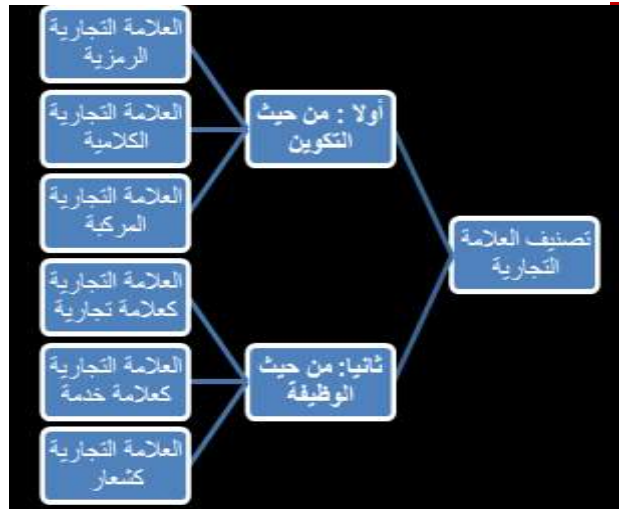 تصنيف العلامة
التجارية
أولا : من حيث
التكوين
العلامة التجارية
الرمزية
العلامة التجارية
الكلامية
العلامة التجارية
المركبة
ثانيا: من حيث
الوظيفة
العلامة التجارية
كعلامة تجارية
العلامة التجارية
كعلامة خدمة
العلامة التجارية
كشعار